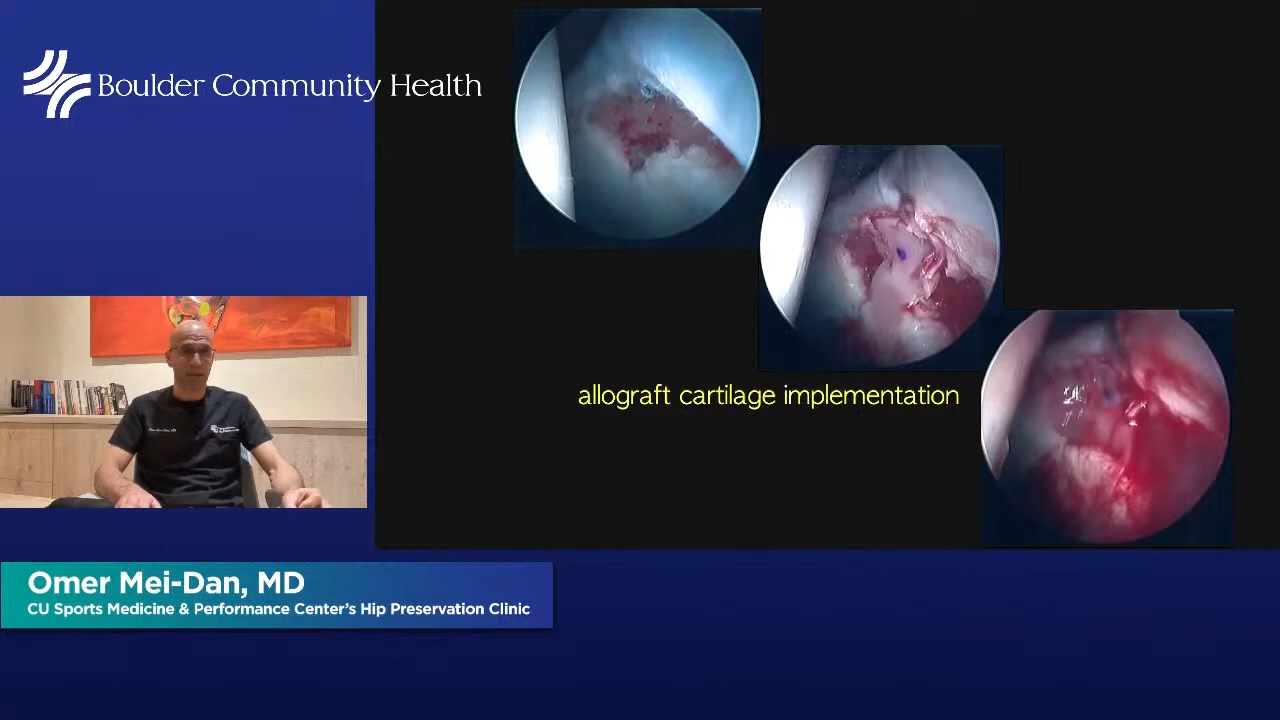 Boulder Community Health
allograft cartilage implementation
Omer Mei-Dan, MD
CU Sports Medicine & Performance Center's Hip Preservation Clinic